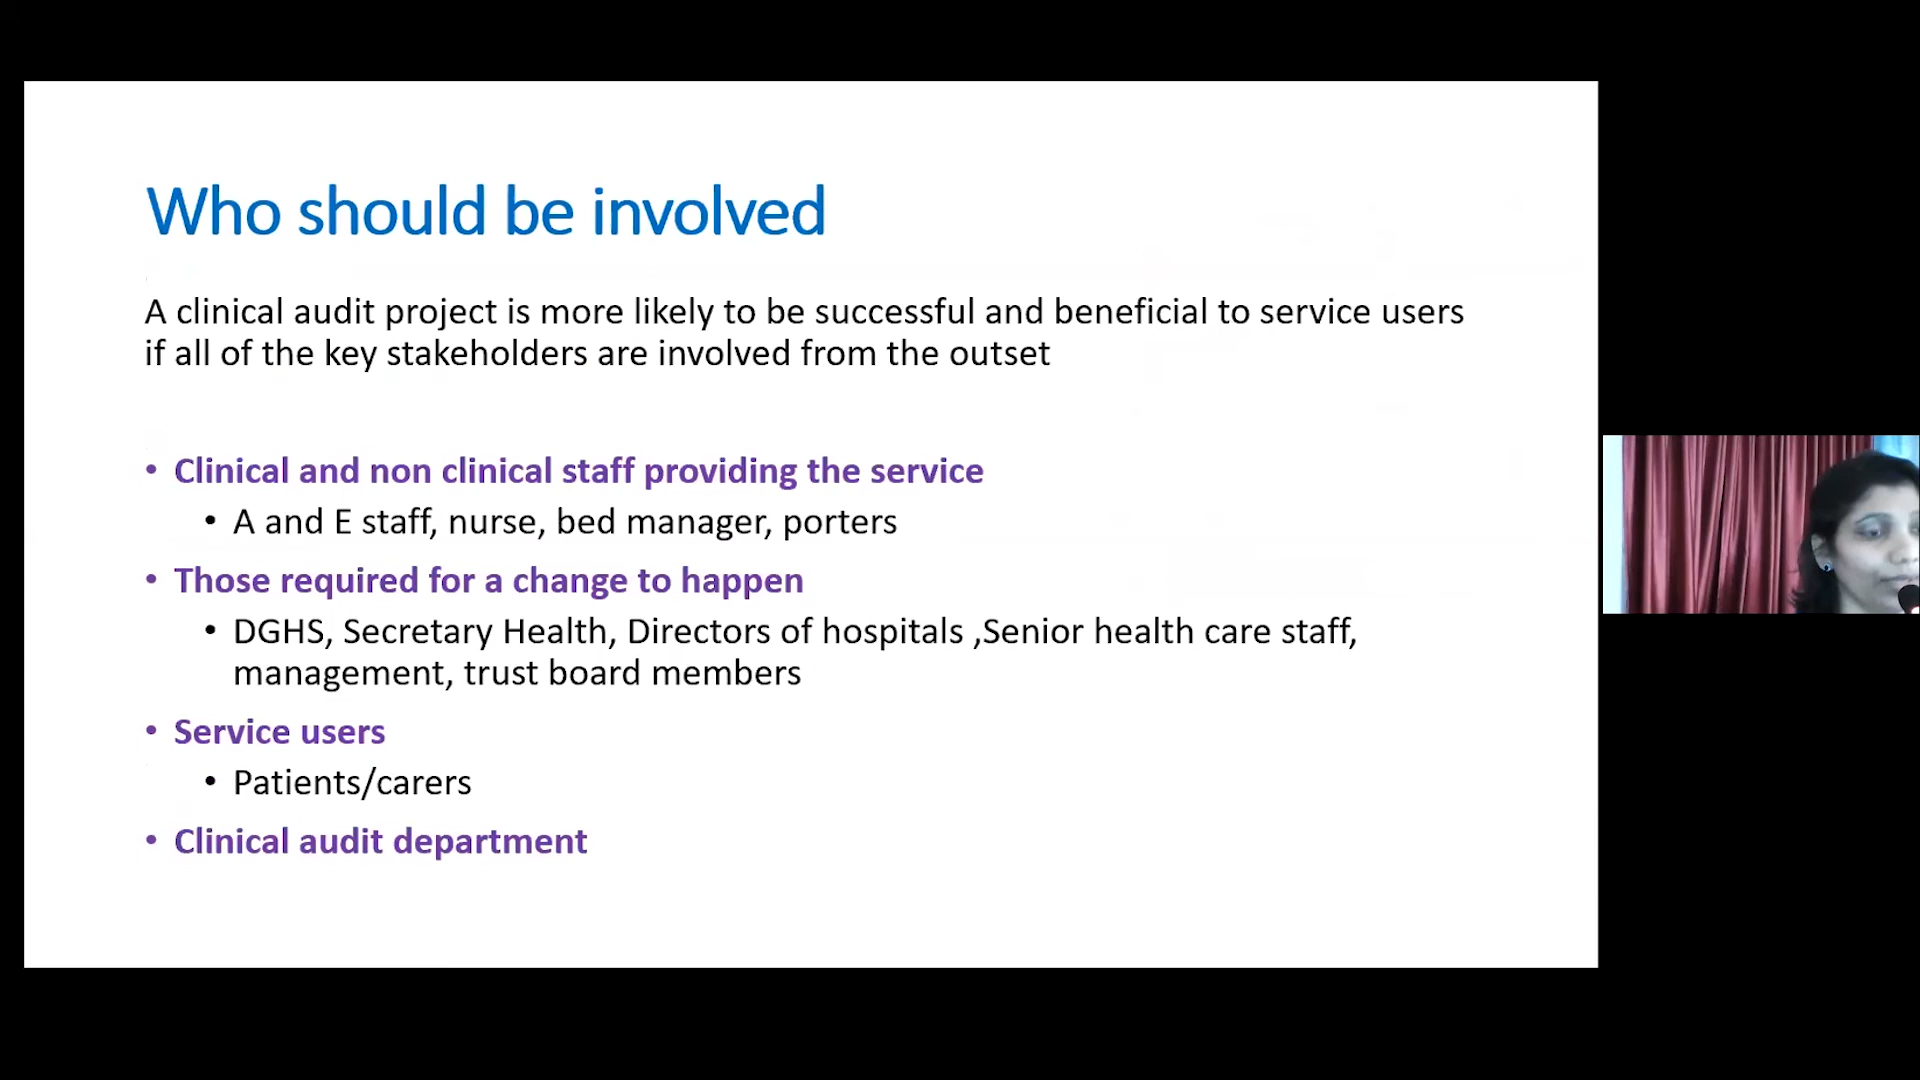 Who should be involved
A clinical audit project is more likely to be successful and beneficial to service users
if all of the key stakeholders are involved from the outset
• Clinical and non clinical staff providing the service
• A and E staff, nurse, bed manager, porters
• Those required for a change to happen
• DGHS, Secretary Health, Directors of hospitals ,Senior health care staff,
management, trust board members
• Service users
• Patients/carers
• Clinical audit department